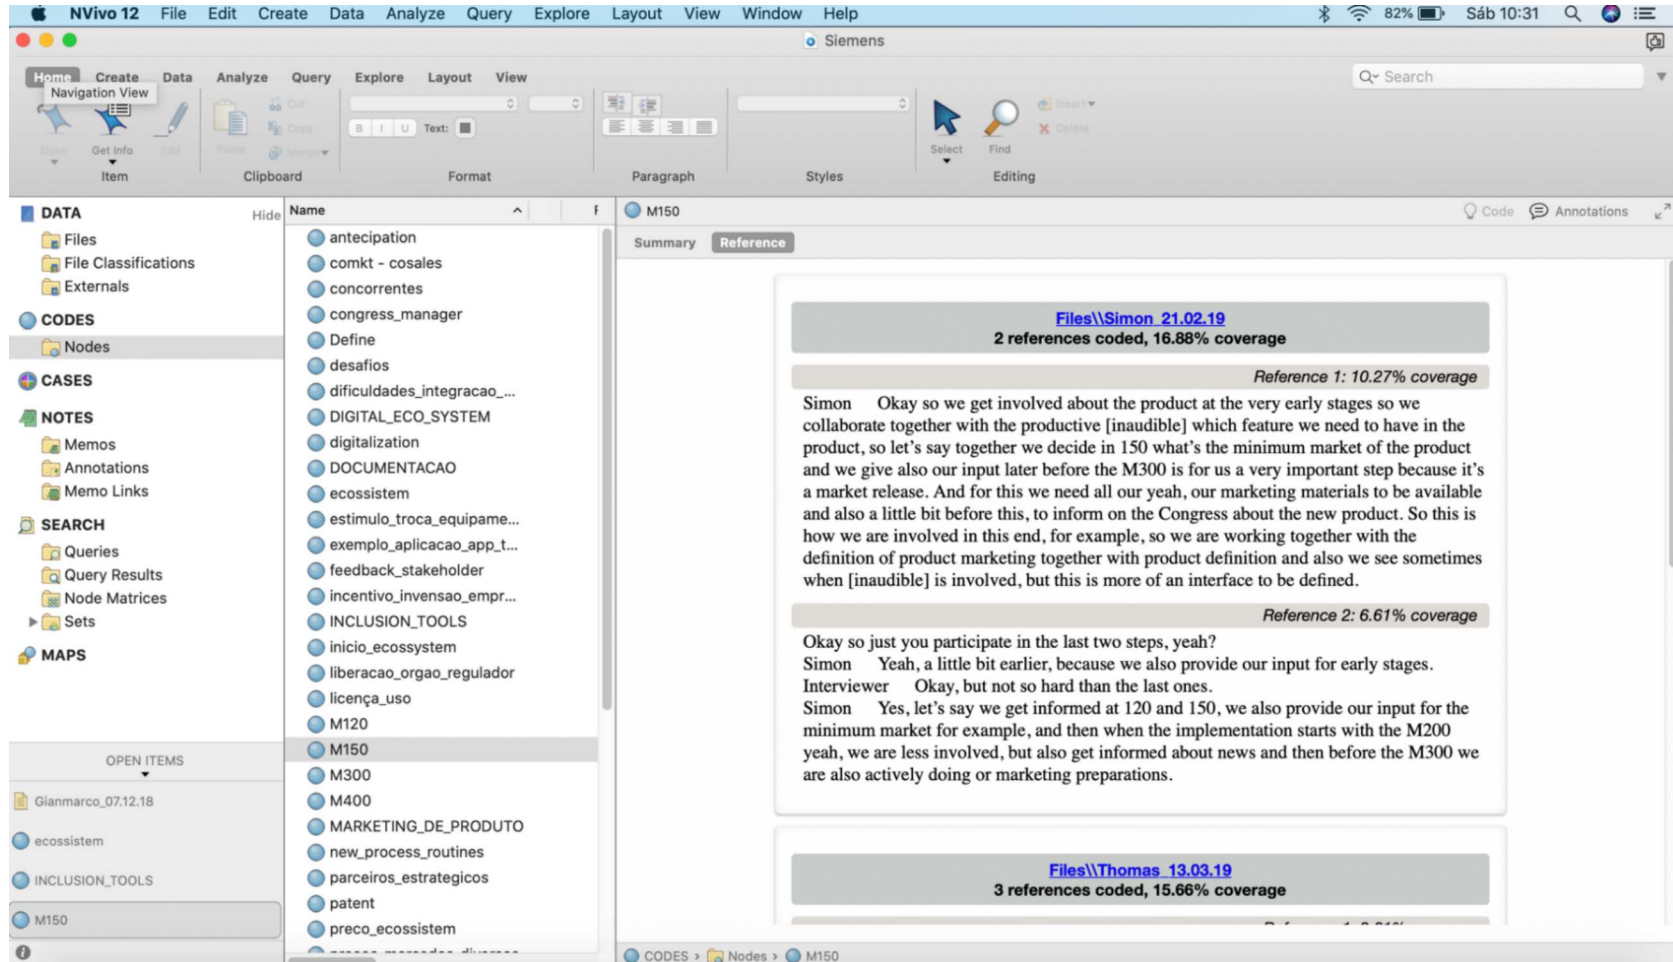 NVivo 12 File Edit Create Data Analyze Query Explore Layout View Window Help 82% Sáb 10:31
Siemens
Home Create Data Analyze Query Explore Layout View Search
Navigation View
Open Get Info Edit
Item
Paste Cut
Copy
Merge
Clipboard
B I U Text:
Format
Paragraph
Styles
Select Find Insert
Delete
Editing
DATA Hide
Files
File Classifications
Externals
CODES
Nodes
CASES
NOTES
Memos
Annotations
Memo Links
SEARCH
Queries
Query Results
Node Matrices
Sets
MAPS
OPEN ITEMS
Gianmarco_07.12.18
ecossistem
INCLUSION_TOOLS
M150
Name
antecipation
comkt - cosales
concorrentes
congress_manager
Define
desafios
dificuldades_integracao_...
DIGITAL_ECO_SYSTEM
digitalization
DOCUMENTACAO
ecossistem
estimulo_troca_equipame...
exemplo_aplicacao_app_t...
feedback_stakeholder
incentivo_invensao_empr...
INCLUSION_TOOLS
inicio_ecossystem
liberacao_orgao_regulador
licença_uso
M120
M150
M300
M400
MARKETING_DE_PRODUTO
new_process_routines
parceiros_estrategicos
patent
preco_ecossistem
M150 Code Annotations
Summary Reference
Files\\Simon_21.02.19
2 references coded, 16.88% coverage
Reference 1: 10.27% coverage
Simon Okay so we get involved about the product at the very early stages so we
collaborate together with the productive [inaudible] which feature we need to have in the
product, so let's say together we decide in 150 what's the minimum market of the product
and we give also our input later before the M300 is for us a very important step because it's
a market release. And for this we need all our yeah, our marketing materials to be available
and also a little bit before this, to inform on the Congress about the new product. So this is
how we are involved in this end, for example, so we are working together with the
definition of product marketing together with product definition and also we see sometimes
when [inaudible] is involved, but this is more of an interface to be defined.
Reference 2: 6.61% coverage
Okay so just you participate in the last two steps, yeah?
Simon Yeah, a little bit earlier, because we also provide our input for early stages.
Interviewer Okay, but not so hard than the last ones.
Simon Yes, let's say we get informed at 120 and 150, we also provide our input for the
minimum market for example, and then when the implementation starts with the M200
yeah, we are less involved, but also get informed about news and then before the M300 we
are also actively doing or marketing preparations.
Files\\Thomas_13.03.19
3 references coded, 15.66% coverage
CODES > Nodes > M150